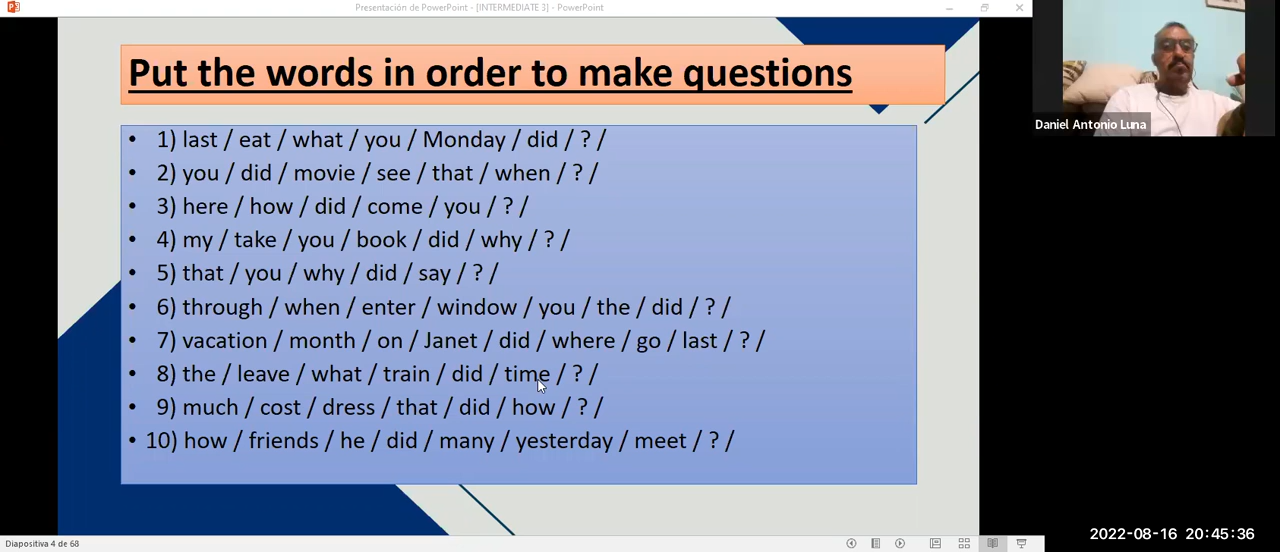 Presentación de PowerPoint - [INTERMEDIATE 3] - PowerPoint
Put the words in order to make questions
• 1) last / eat / what / you / Monday / did / ? /
• 2) you / did / movie / see / that / when / ? /
• 3) here / how / did / come / you / ? /
• 4) my / take / you / book / did / why / ? /
• 5) that / you / why / did / say / ? /
• 6) through / when / enter / window / you / the / did / ? /
• 7) vacation / month / on / Janet / did / where / go / last / ? /
• 8) the / leave / what / train / did / time / ? /
• 9) much / cost / dress / that / did / how / ? /
• 10) how / friends / he / did / many / yesterday / meet / ? /
Daniel Antonio Luna
Diapositiva 4 de 68
2022-08-16 20:45:36